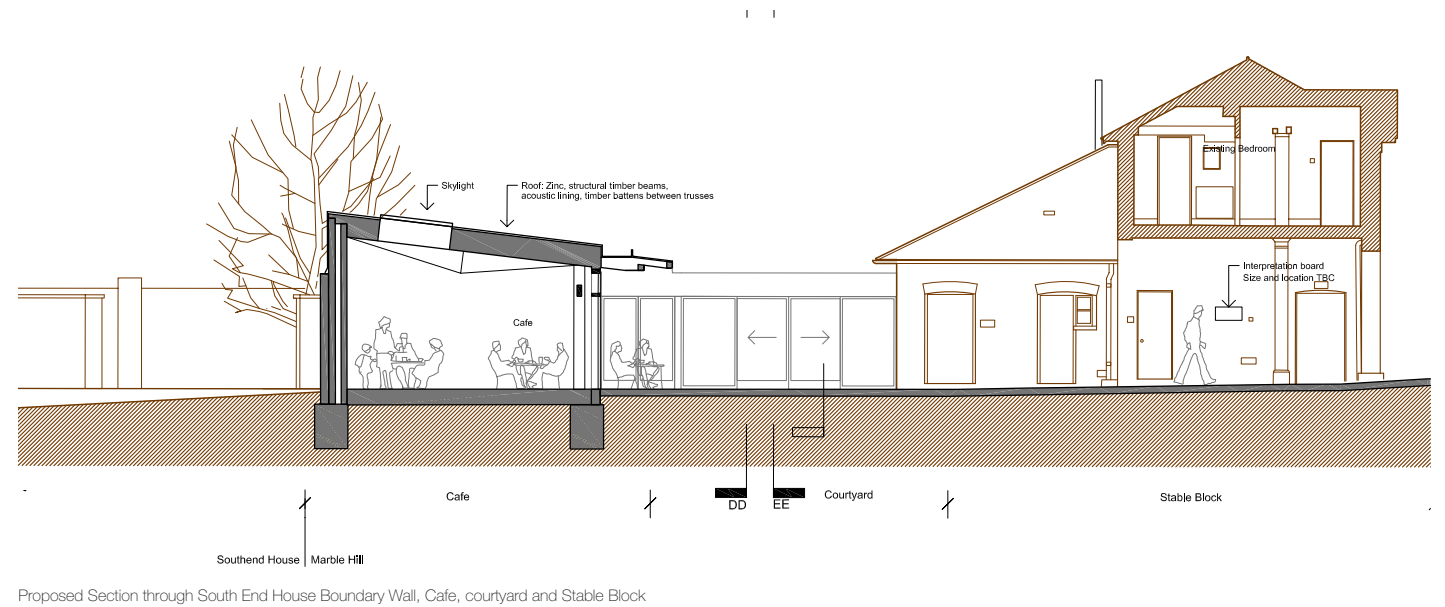 Existing Bedroom
Skylight
Roof: Zinc, structural timber beams,
acoustic lining, timber battens between trusses
Interpretation board
Size and location TBC
Cafe
Cafe
DD
EE
Courtyard
Stable Block
Southend House
Marble Hill
Proposed Section through South End House Boundary Wall, Cafe, courtyard and Stable Block